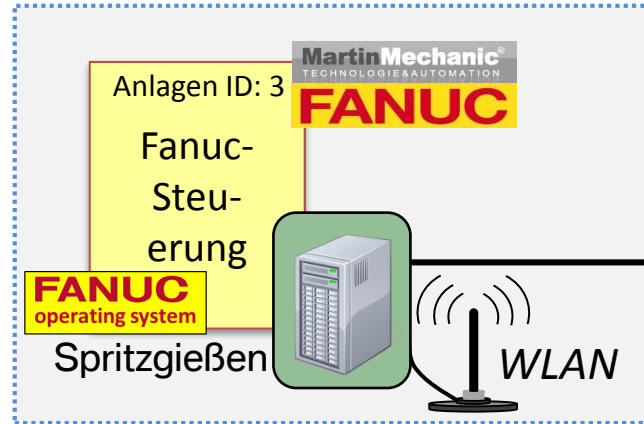 MartinMechanic®
TECHNOLOGIE&AUTOMATION
FANUC
Anlagen ID: 3
Fanuc-
Steu-
erung
FANUC
operating system
Spritzgießen
WLAN